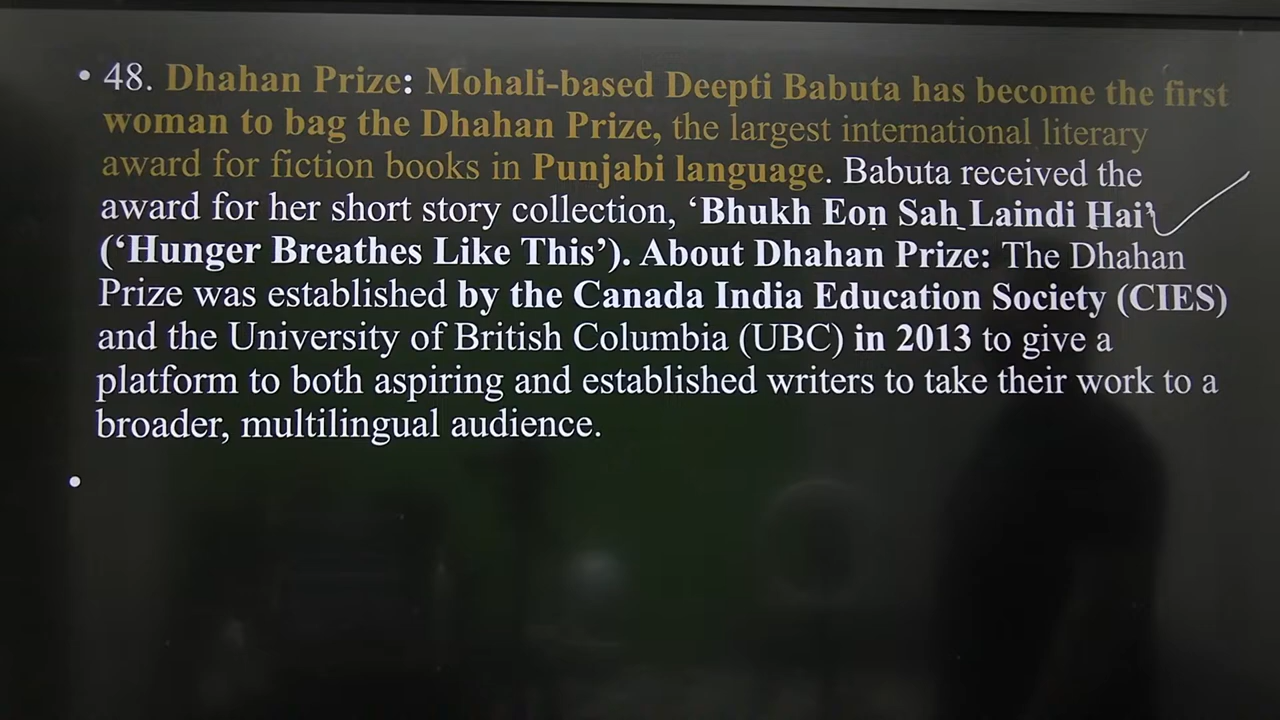 • 48. Dhahan Prize: Mohali-based Deepti Babuta has become the first
woman to bag the Dhahan Prize, the largest international literary
award for fiction books in Punjabi language. Babuta received the
award for her short story collection, ‘Bhukh Eon Sah Laindi Hai’
(‘Hunger Breathes Like This’). About Dhahan Prize: The Dhahan
Prize was established by the Canada India Education Society (CIES)
and the University of British Columbia (UBC) in 2013 to give a
platform to both aspiring and established writers to take their work to a
broader, multilingual audience.
•